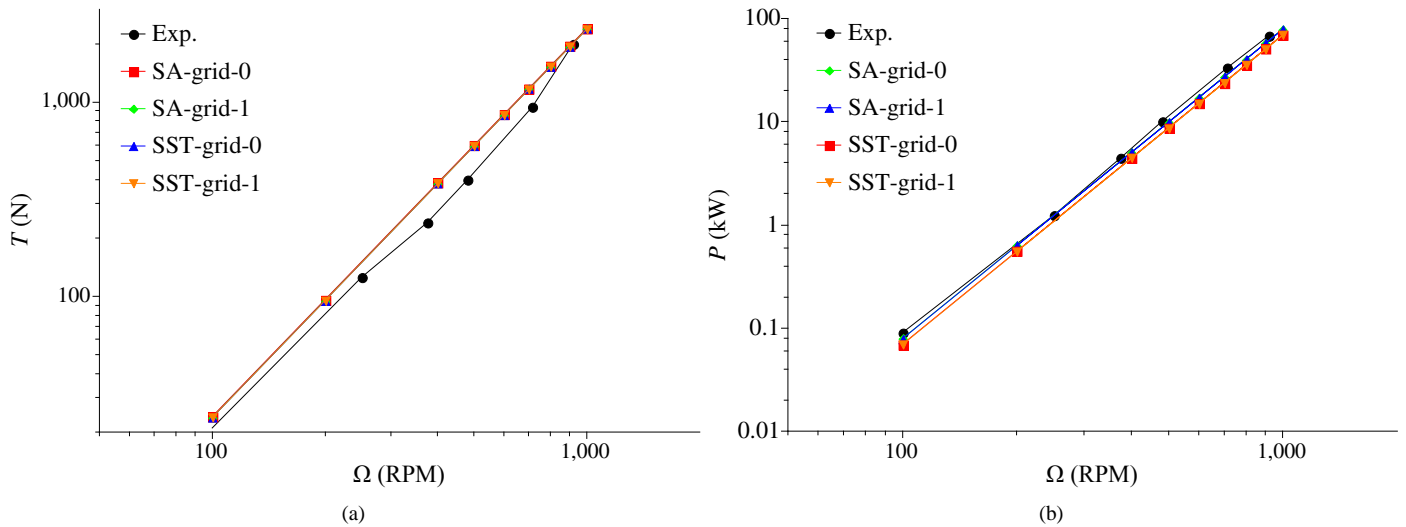 Exp.
SA-grid-0
SA-grid-1
SST-grid-0
SST-grid-1
1,000
100
T (N)
100
1,000
Ω (RPM)
(a)
Exp.
SA-grid-0
SA-grid-1
SST-grid-0
SST-grid-1
100
10
1
0.1
0.01
P (kW)
100
1,000
Ω (RPM)
(b)